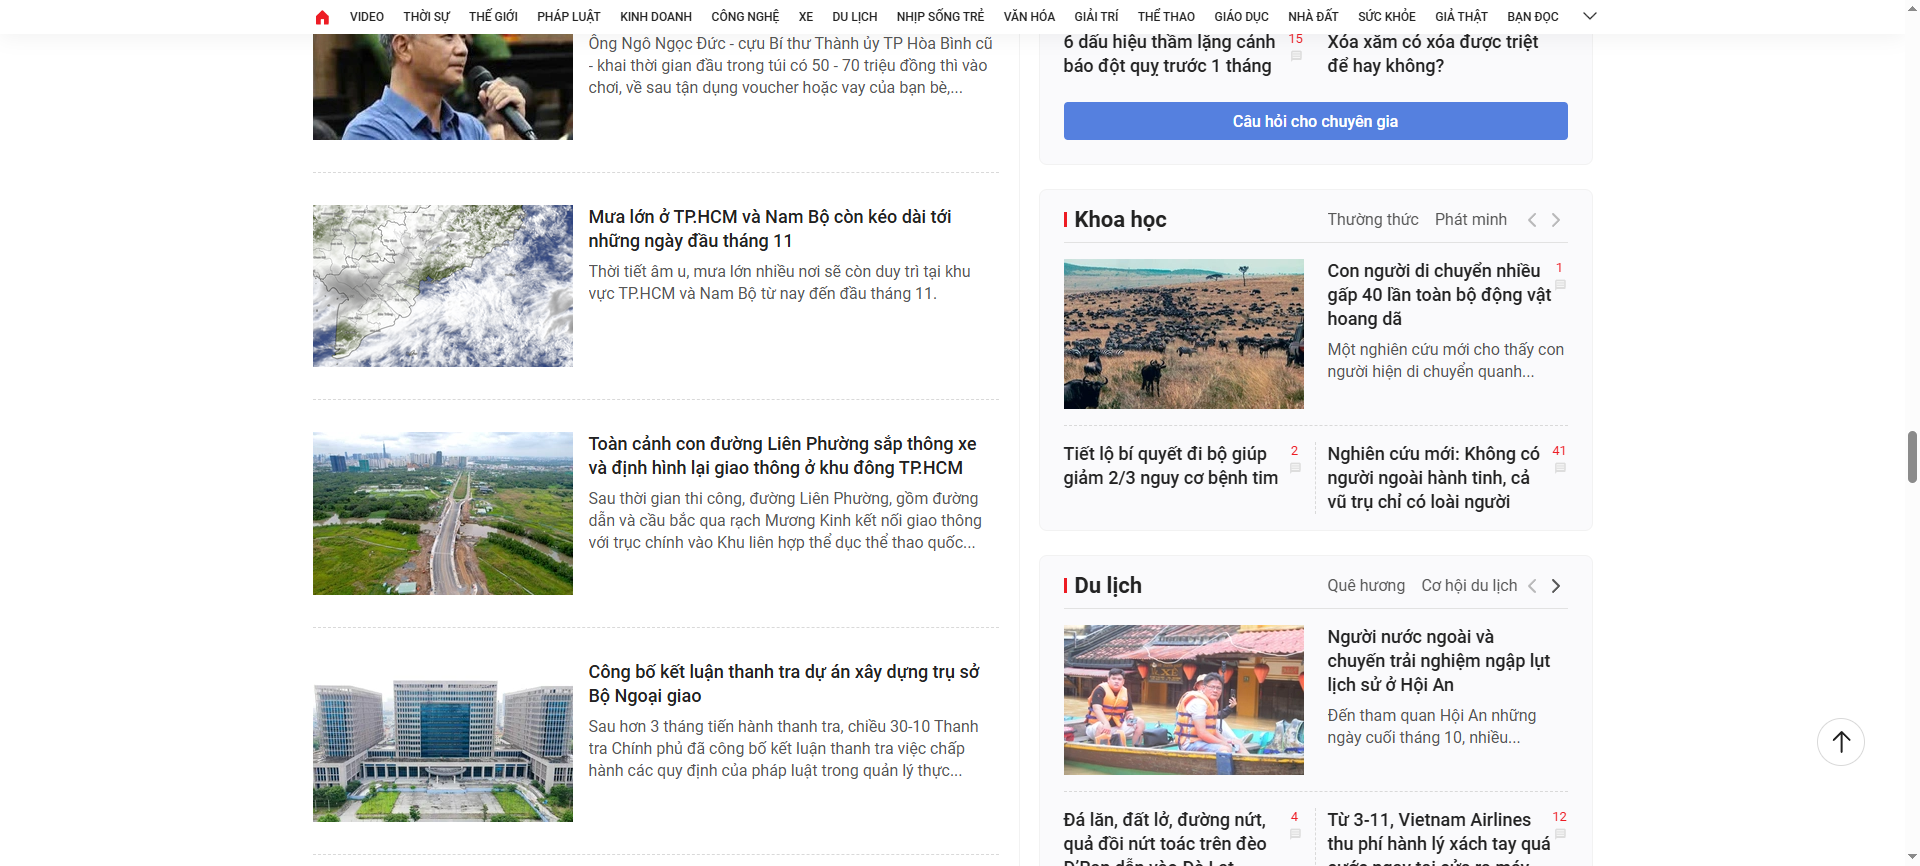 VIDEO THỜI SỰ THẾ GIỚI PHÁP LUẬT KINH DOANH CÔNG NGHỆ XE DU LỊCH NHỊP SỐNG TRẺ VĂN HÓA GIẢI TRÍ THỂ THAO GIÁO DỤC NHÀ ĐẤT SỨC KHỎE GIẢ THẬT BẠN ĐỌC
Ông Ngô Ngọc Đức - cựu Bí thư Thành ủy TP Hòa Bình cũ
- khai thời gian đầu trong túi có 50 - 70 triệu đồng thì vào
chơi, về sau tận dụng voucher hoặc vay của bạn bè,...
Mưa lớn ở TP.HCM và Nam Bộ còn kéo dài tới
những ngày đầu tháng 11
Thời tiết âm u, mưa lớn nhiều nơi sẽ còn duy trì tại khu
vực TP.HCM và Nam Bộ từ nay đến đầu tháng 11.
Toàn cảnh con đường Liên Phường sắp thông xe
và định hình lại giao thông ở khu đông TP.HCM
Sau thời gian thi công, đường Liên Phường, gồm đường
dẫn và cầu bắc qua rạch Mương Kinh kết nối giao thông
với trục chính vào Khu liên hợp thể dục thể thao quốc...
Công bố kết luận thanh tra dự án xây dựng trụ sở
Bộ Ngoại giao
Sau hơn 3 tháng tiến hành thanh tra, chiều 30-10 Thanh
tra Chính phủ đã công bố kết luận thanh tra việc chấp
hành các quy định của pháp luật trong quản lý thực...
6 dấu hiệu thầm lặng cảnh 15
báo đột quỵ trước 1 tháng
Xóa xăm có xóa được triệt
để hay không?
Câu hỏi cho chuyên gia
Khoa học Thường thức Phát minh
Con người di chuyển nhiều 1
gấp 40 lần toàn bộ động vật
hoang dã
Một nghiên cứu mới cho thấy con
người hiện di chuyển quanh...
Tiết lộ bí quyết đi bộ giúp 2
giảm 2/3 nguy cơ bệnh tim
Nghiên cứu mới: Không có 41
người ngoài hành tinh, cả
vũ trụ chỉ có loài người
Du lịch Quê hương Cơ hội du lịch
Người nước ngoài và
chuyến trải nghiệm ngập lụt
lịch sử ở Hội An
Đến tham quan Hội An những
ngày cuối tháng 10, nhiều...
Đá lăn, đất lở, đường nứt, 4
quả đồi nứt toác trên đèo
D'Ran dẫn vào Đà Lạt
Từ 3-11, Vietnam Airlines 12
thu phí hành lý xách tay quá
cước ngay tại cửa ra máy